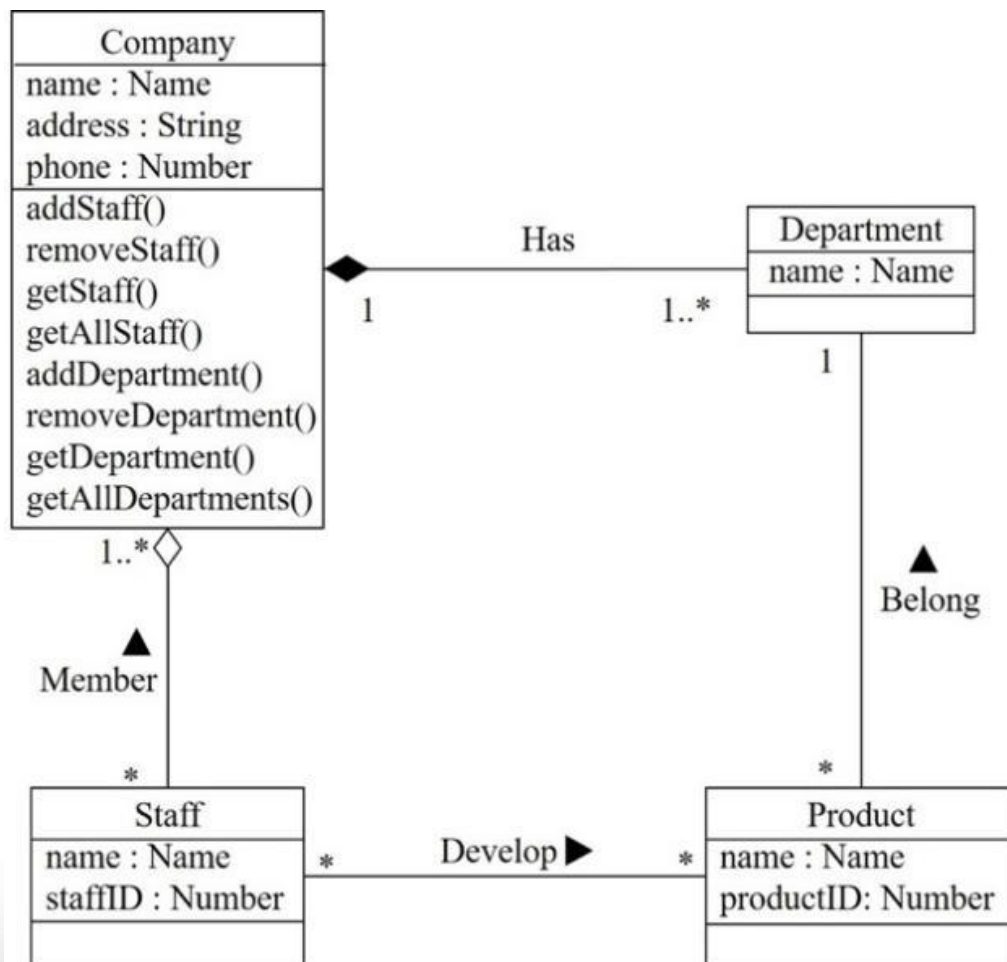 Company
name : Name
address : String
phone : Number
addStaff()
removeStaff()
getStaff()
getAllStaff()
addDepartment()
removeDepartment()
getDepartment()
getAllDepartments()
Has
1
1..*
Department
name : Name
1
1..*
▲
Member
*
▲
Belong
*
Staff
name : Name
staffID : Number
*
Develop ▶
*
Product
name : Name
productID: Number